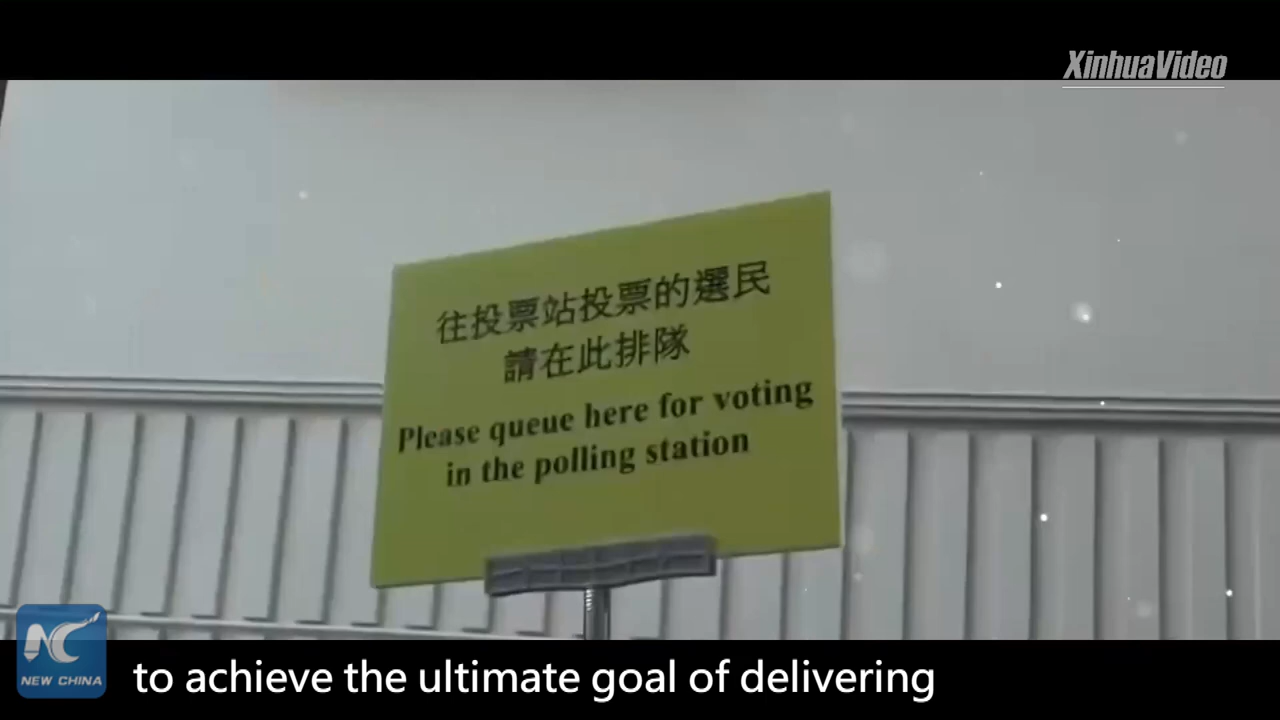 XinhuaVideo
往投票站投票的選民
請在此排隊
Please queue here for voting
in the polling station
NC
NEW CHINA
to achieve the ultimate goal of delivering